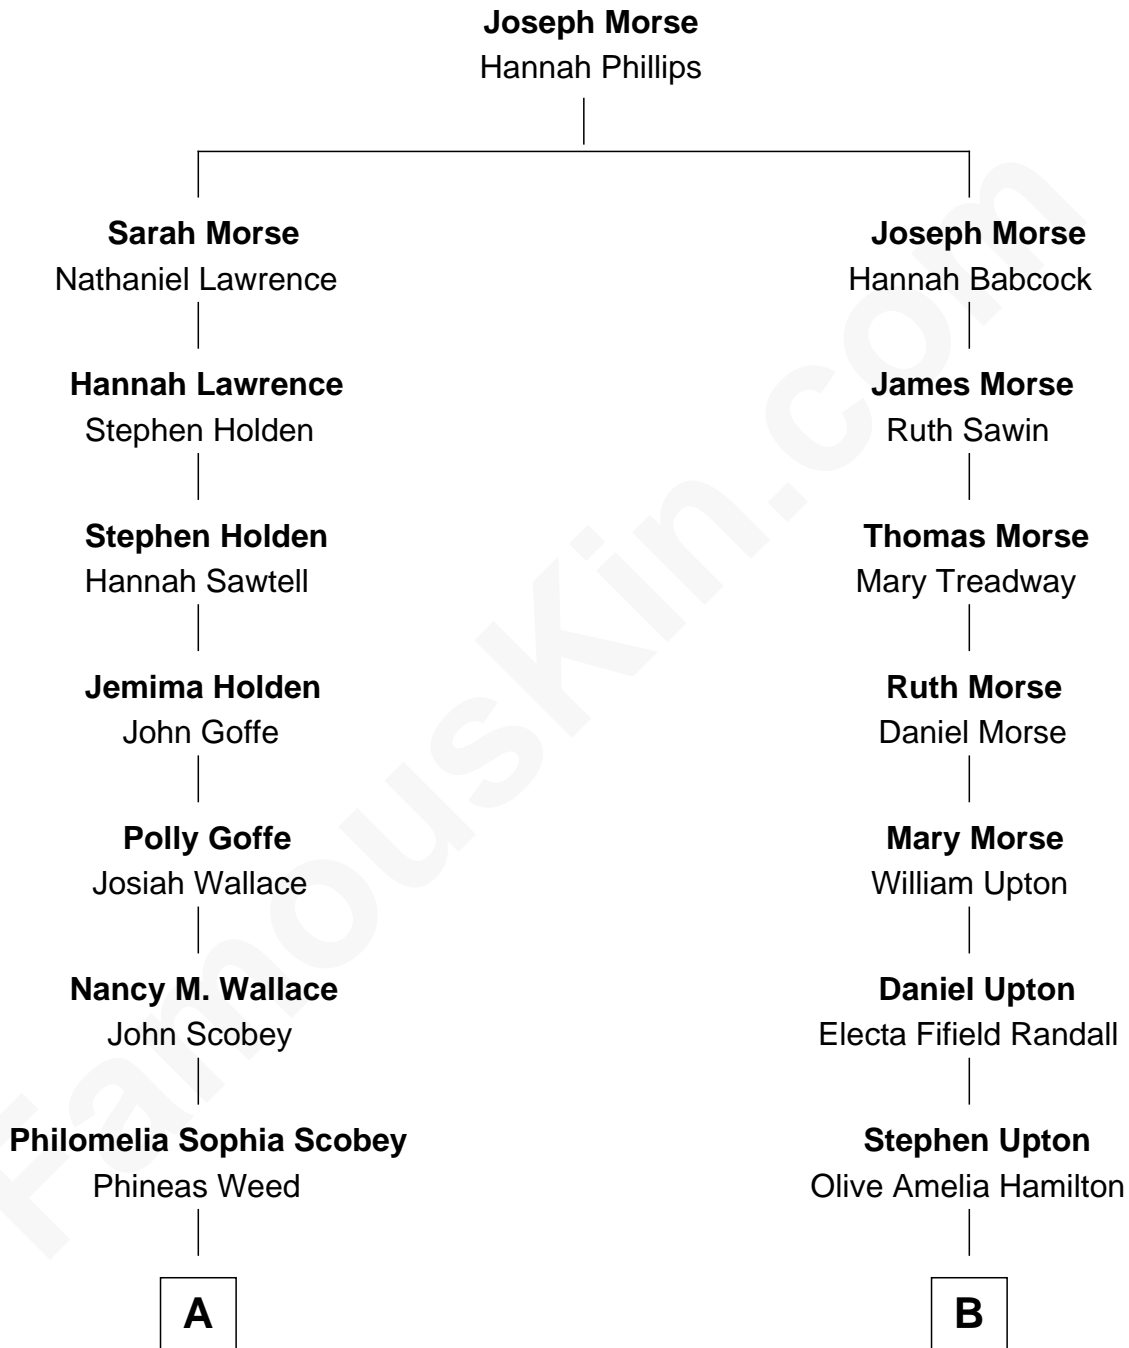 Joseph Morse
Hannah Phillips
Sarah Morse
Nathaniel Lawrence
Joseph Morse
Hannah Babcock
Hannah Lawrence
Stephen Holden
James Morse
Ruth Sawin
Stephen Holden
Hannah Sawtell
Thomas Morse
Mary Treadway
Jemima Holden
John Goffe
Ruth Morse
Daniel Morse
Polly Goffe
Josiah Wallace
Mary Morse
William Upton
Nancy M. Wallace
John Scobey
Daniel Upton
Electa Fifield Randall
Philomelia Sophia Scobey
Phineas Weed
Stephen Upton
Olive Amelia Hamilton
A
B
FamousKin.com